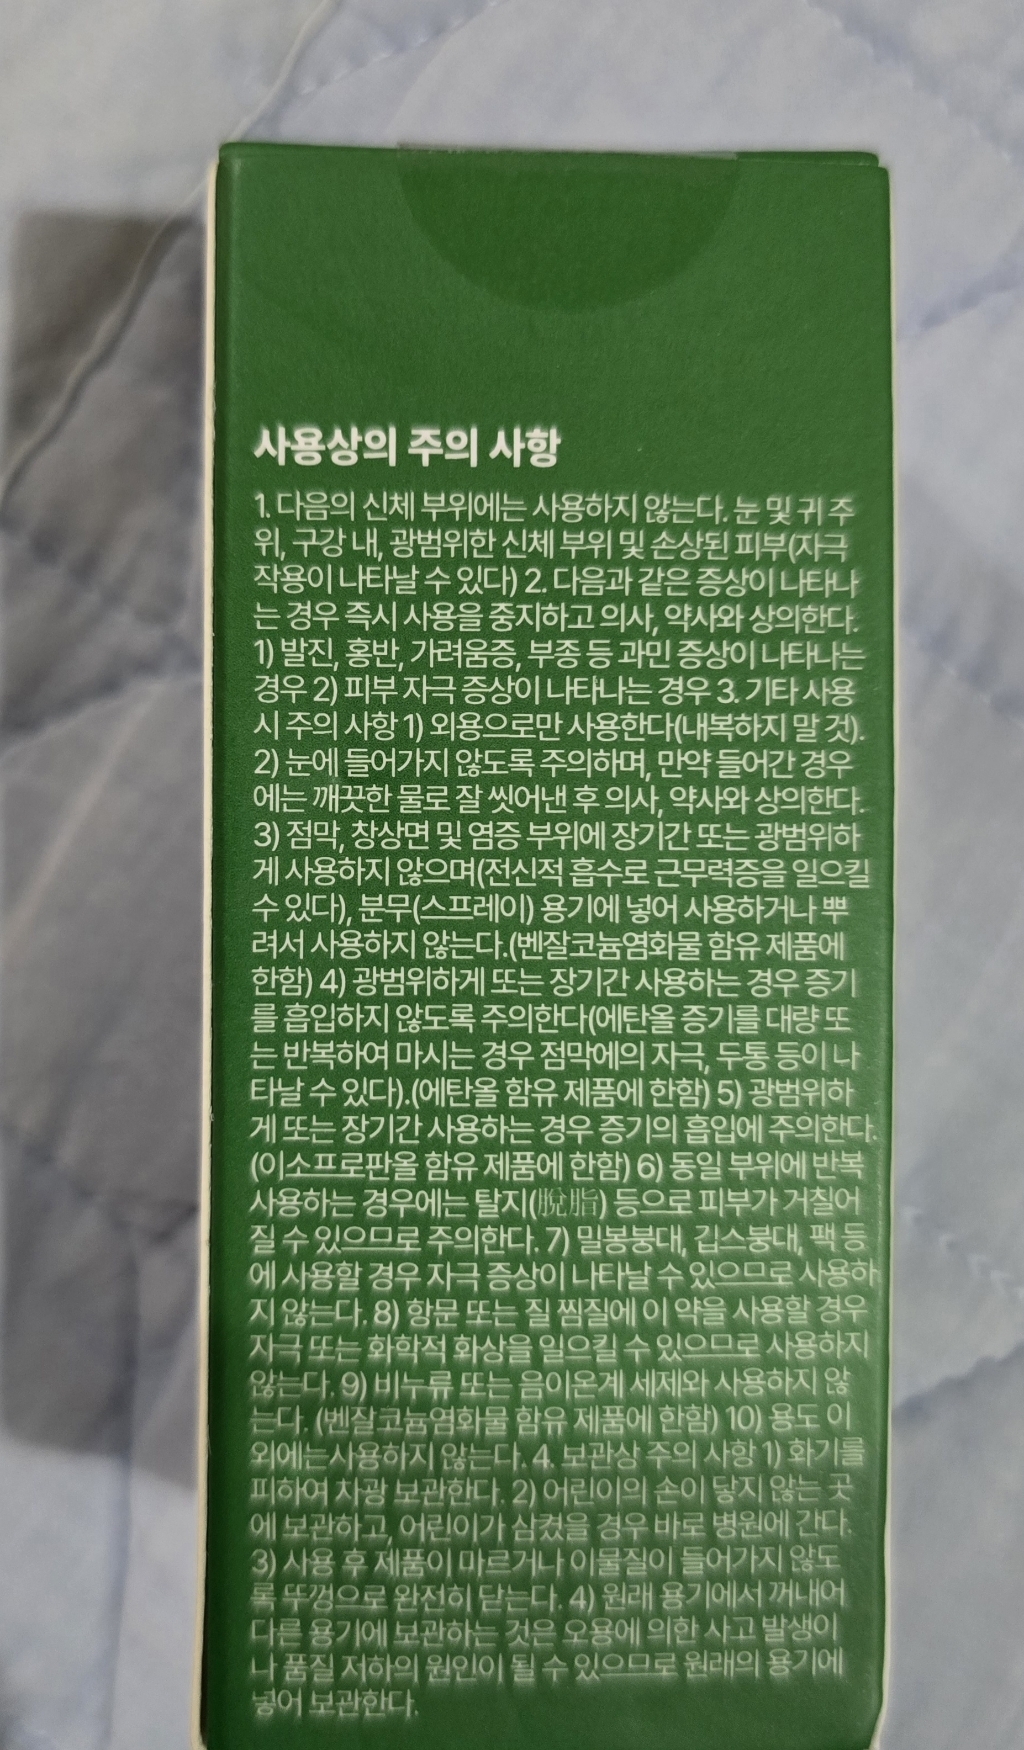 사용상의 주의 사항
1. 다음의 신체 부위에는 사용하지 않는다. 눈 및 귀 주
위, 구강 내, 광범위한 신체 부위 및 손상된 피부(자극
작용이 나타날 수 있다) 2. 다음과 같은 증상이 나타나
는 경우 즉시 사용을 중지하고 의사, 약사와 상의한다.
1) 발진, 홍반, 가려움증, 부종 등 과민 증상이 나타나는
경우 2) 피부 자극 증상이 나타나는 경우 3. 기타 사용
시 주의 사항 1) 외용으로만 사용한다(내복하지 말 것).
2) 눈에 들어가지 않도록 주의하며, 만약 들어간 경우
에는 깨끗한 물로 잘 씻어낸 후 의사, 약사와 상의한다.
3) 점막, 창상면 및 염증 부위에 장기간 또는 광범위하
게 사용하지 않으며(전신적 흡수로 근무력증을 일으킬
수 있다), 분무(스프레이) 용기에 넣어 사용하거나 뿌
려서 사용하지 않는다.(벤잘코늄염화물 함유 제품에
한함) 4) 광범위하게 또는 장기간 사용하는 경우 증기
를 흡입하지 않도록 주의한다(에탄올 증기를 대량 또
는 반복하여 마시는 경우 점막에의 자극, 두통 등이 나
타날 수 있다).(에탄올 함유 제품에 한함) 5) 광범위하
게 또는 장기간 사용하는 경우 증기의 흡입에 주의한다.
(이소프로판올 함유 제품에 한함) 6) 동일 부위에 반복
사용하는 경우에는 탈지(脫脂) 등으로 피부가 거칠어
질 수 있으므로 주의한다. 7) 밀봉붕대, 깁스붕대, 팩 등
에 사용할 경우 자극 증상이 나타날 수 있으므로 사용하
지 않는다. 8) 항문 또는 질 찜질에 이 약을 사용할 경우
자극 또는 화학적 화상을 일으킬 수 있으므로 사용하지
않는다. 9) 비누류 또는 음이온계 세제와 사용하지 않
는다. (벤잘코늄염화물 함유 제품에 한함) 10) 용도 이
외에는사용하지 않는다. 4. 보관상 주의 사항 1) 화기를
피하여 차광 보관한다. 2) 어린이의 손이 닿지 않는 곳
에 보관하고, 어린이가 삼켰을 경우 바로 병원에 간다.
3) 사용 후 제품이 마르거나 이물질이 들어가지 않도
록 뚜껑으로 완전히 닫는다. 4) 원래 용기에서 꺼내어
다른 용기에 보관하는 것은 오용에 의한 사고 발생이
나 품질 저하의 원인이 될 수 있으므로 원래의 용기에
넣어 보관한다.